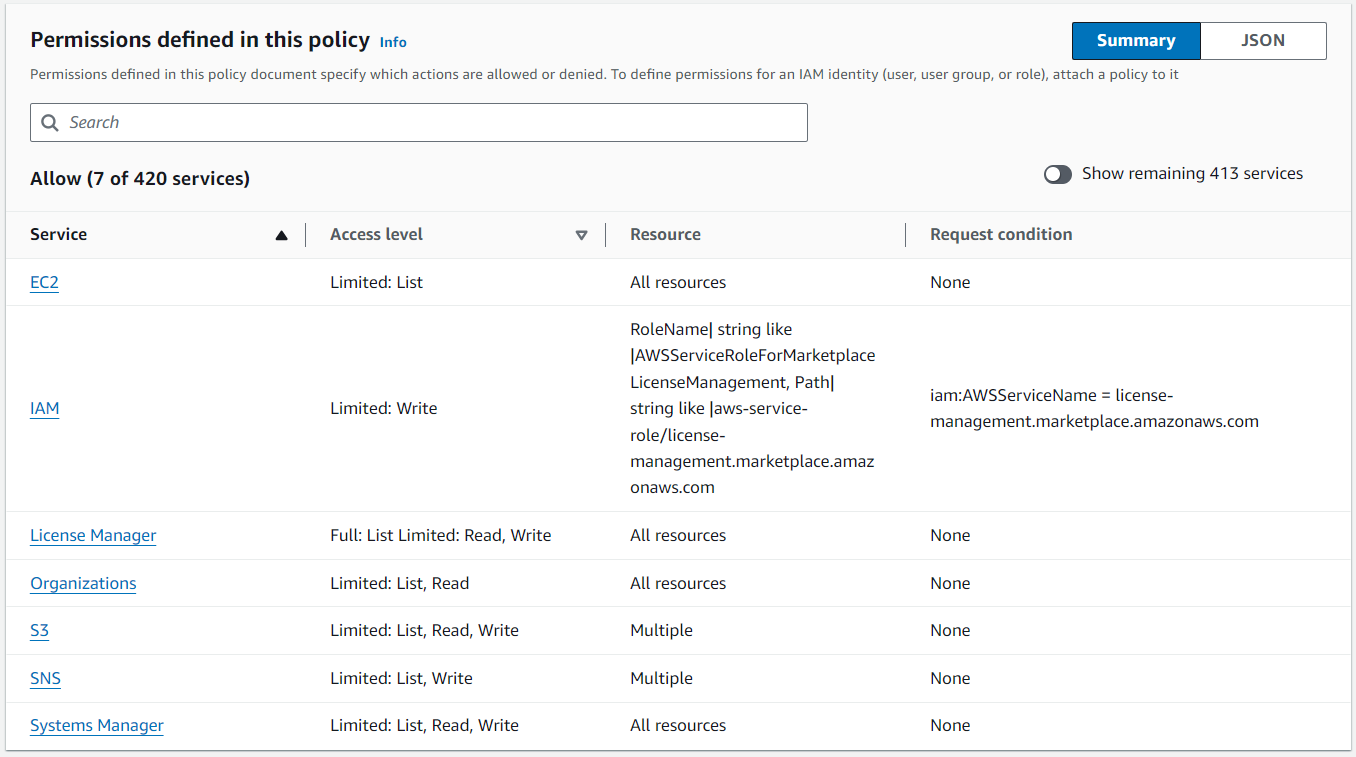 Permissions defined in this policy Info
Summary JSON
Permissions defined in this policy document specify which actions are allowed or denied. To define permissions for an IAM identity (user, user group, or role), attach a policy to it
Search
Allow (7 of 420 services)
Show remaining 413 services
Service Access level Resource Request condition
EC2 Limited: List All resources None
IAM
Limited: Write
RoleName| string like
|AWSServiceRoleForMarketplace
LicenseManagement, Path|
string like |aws-service-
role/license-
management.marketplace.amaz
onaws.com
iam:AWSServiceName = license-
management.marketplace.amazonaws.com
License Manager Full: List Limited: Read, Write All resources None
Organizations Limited: List, Read All resources None
S3 Limited: List, Read, Write Multiple None
SNS Limited: List, Write Multiple None
Systems Manager Limited: List, Read, Write All resources None